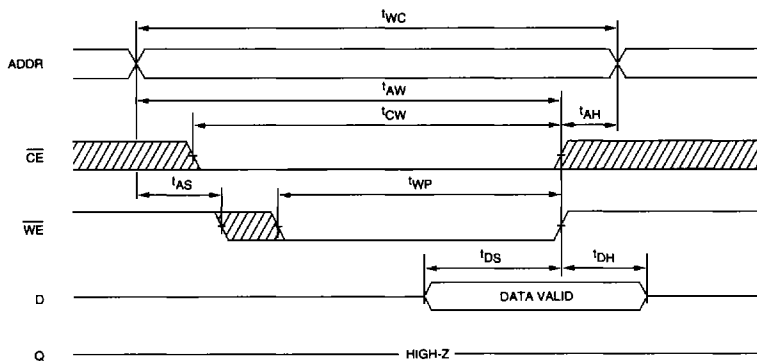 tWC
ADDR
tAW
tCW
tAH
CE
tAS
tWP
WE
tDS
tDH
D
DATA VALID
Q
HIGH-Z